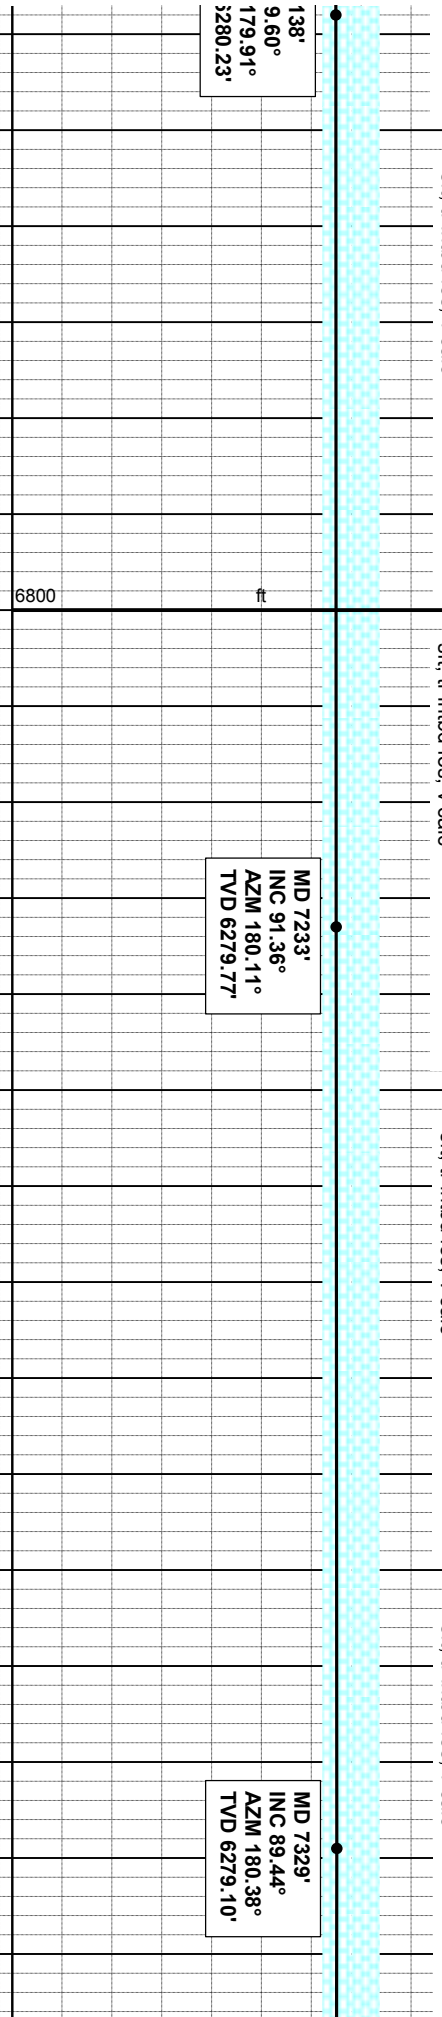 138'
9.60°
179.91°
6280.23'
6800 ft
MD 7233'
INC 91.36°
AZM 180.11°
TVD 6279.77'
MD 7329'
INC 89.44°
AZM 180.38°
TVD 6279.10'